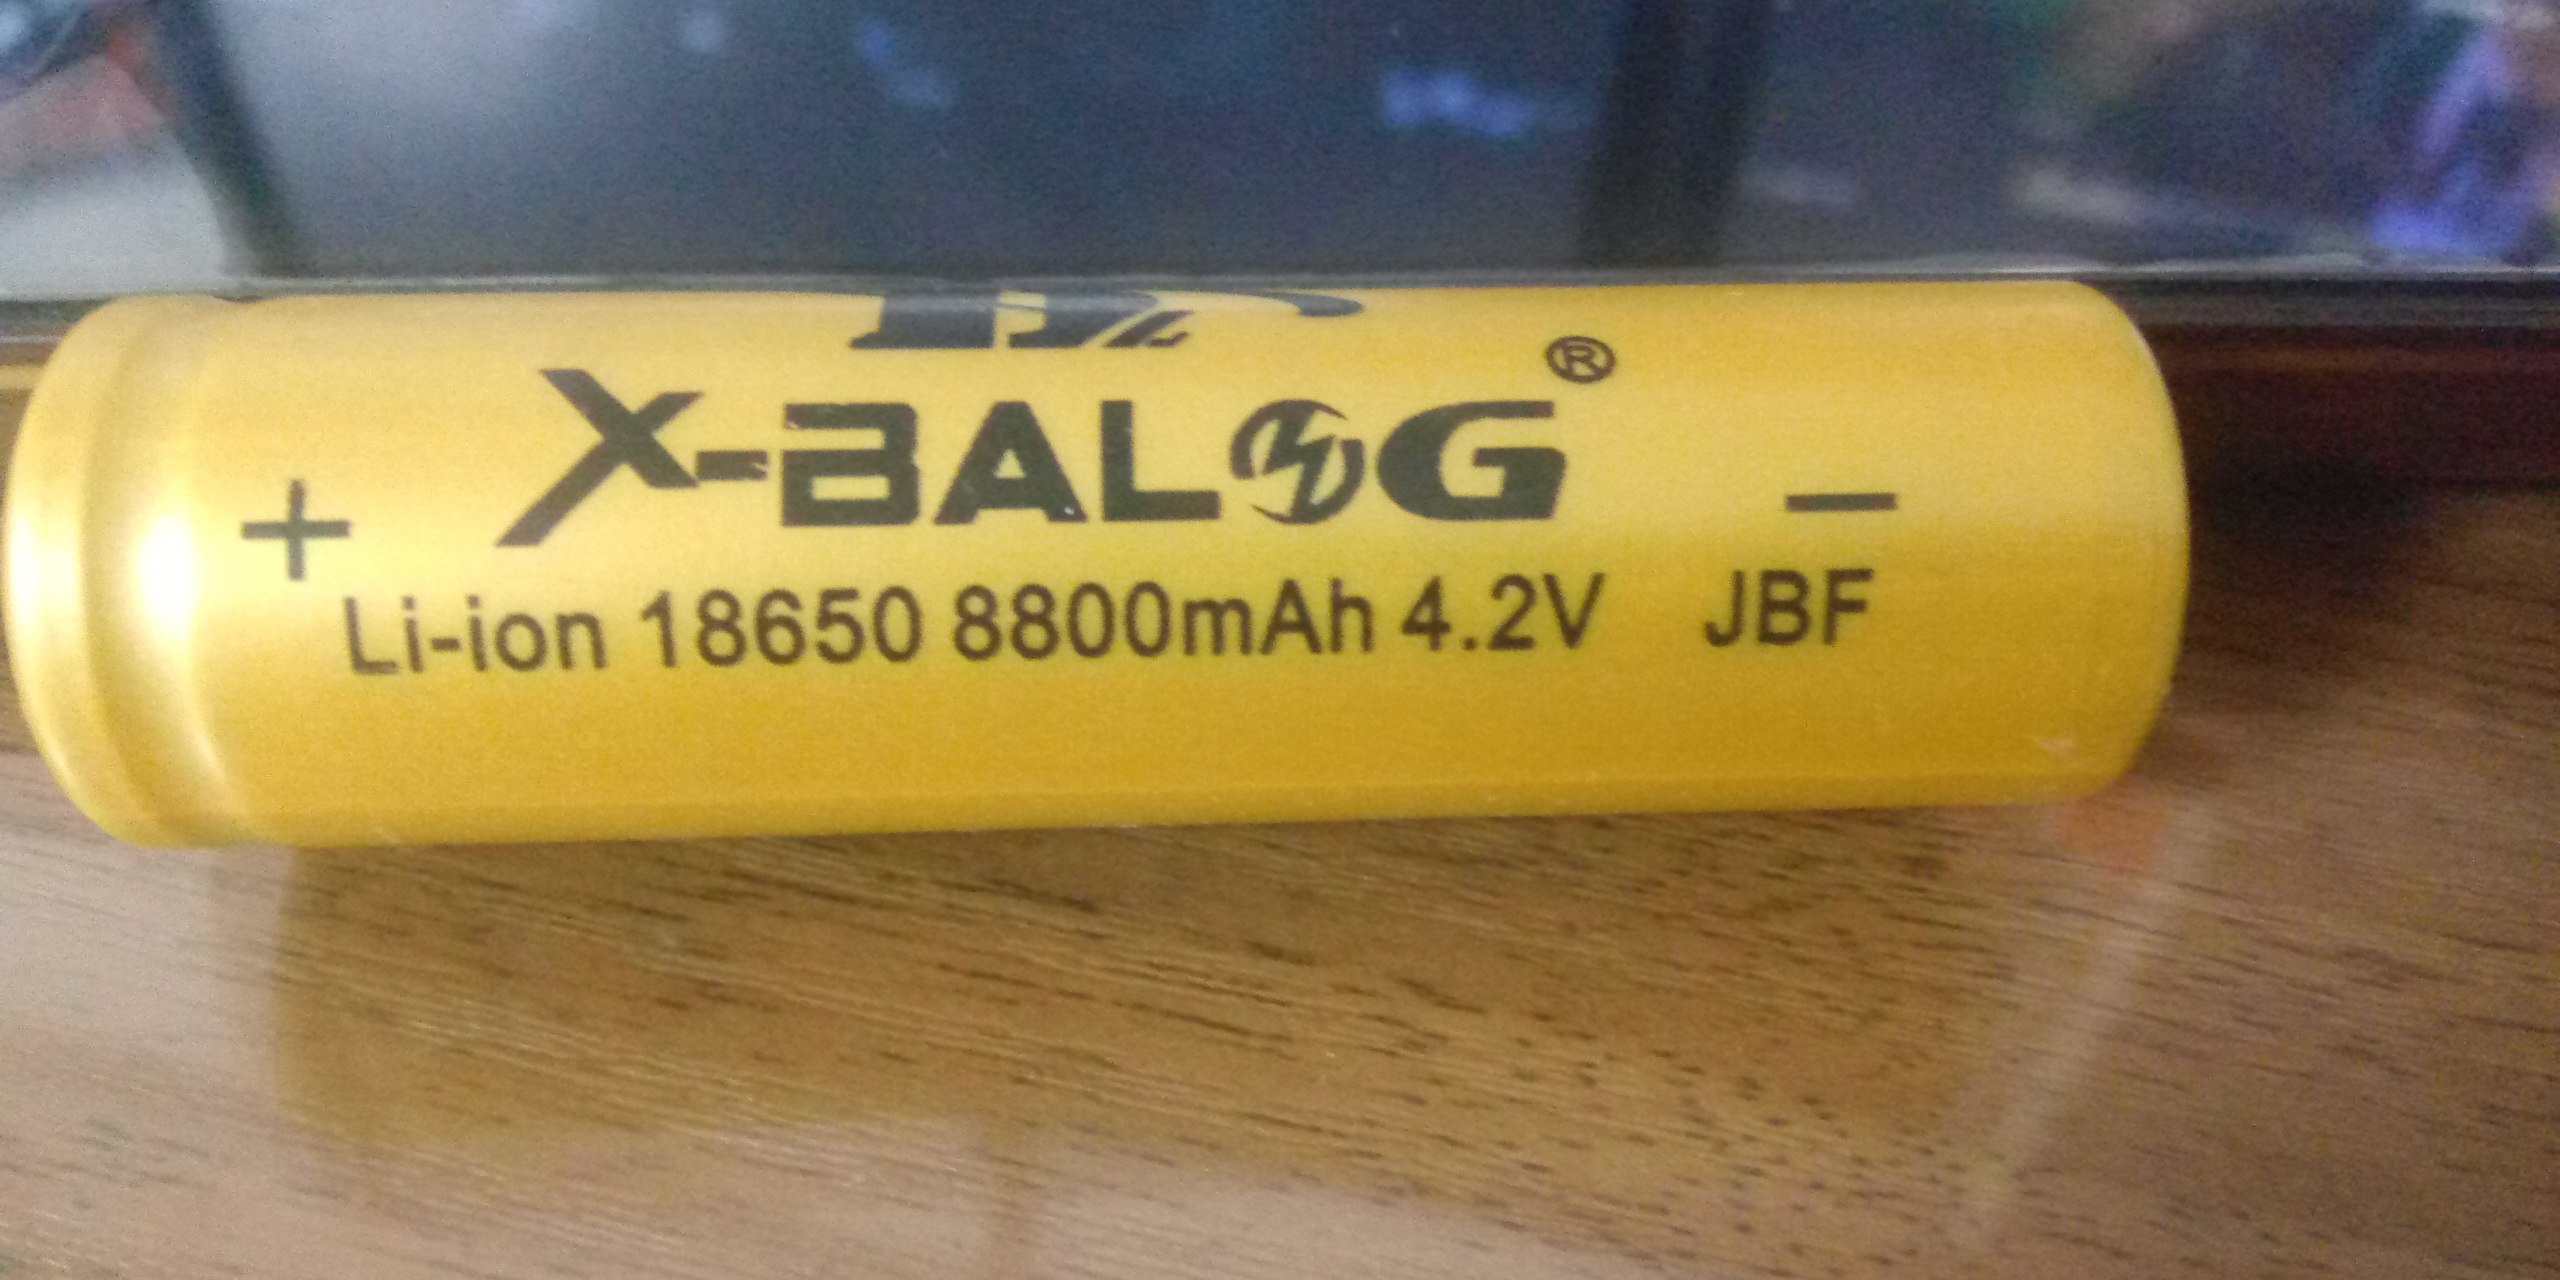 X-BALOG®
+ −
Li-ion 18650 8800mAh 4.2V JBF